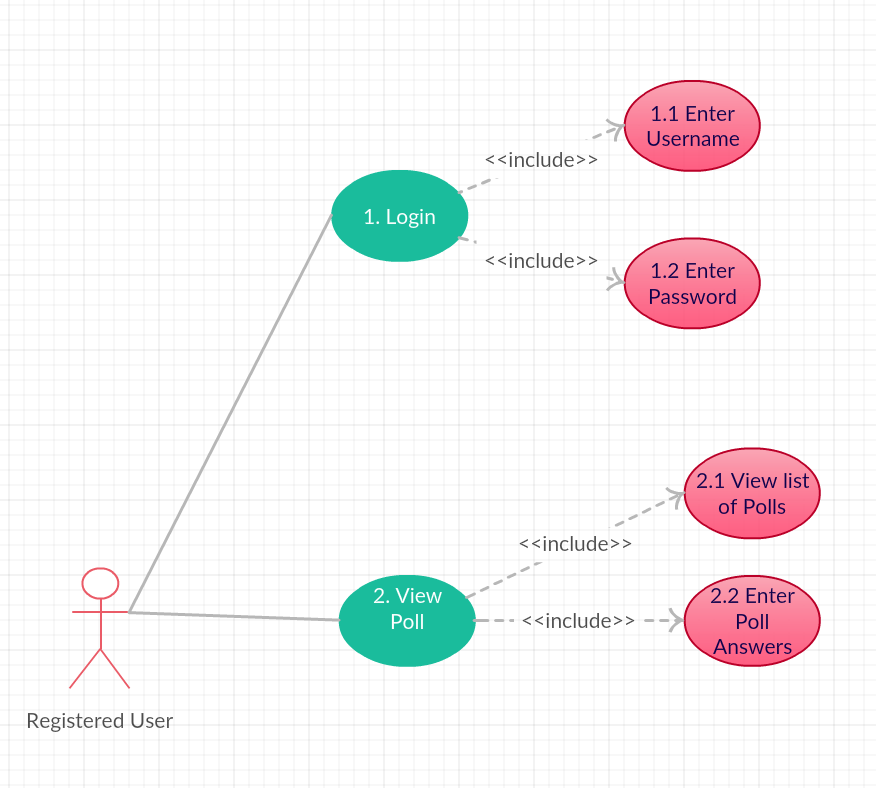 1.1 Enter
Username
<<include>>
1. Login
<<include>>
1.2 Enter
Password
2.1 View list
of Polls
<<include>>
2. View
Poll
<<include>>
2.2 Enter
Poll
Answers
Registered User